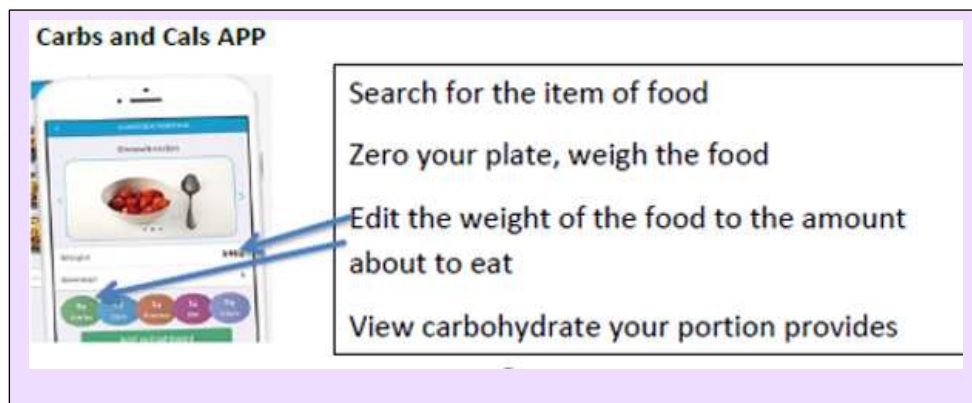 Carbs and Cals APP
Search for the item of food
Zero your plate, weigh the food
Edit the weight of the food to the amount
about to eat
View carbohydrate your portion provides
Weight